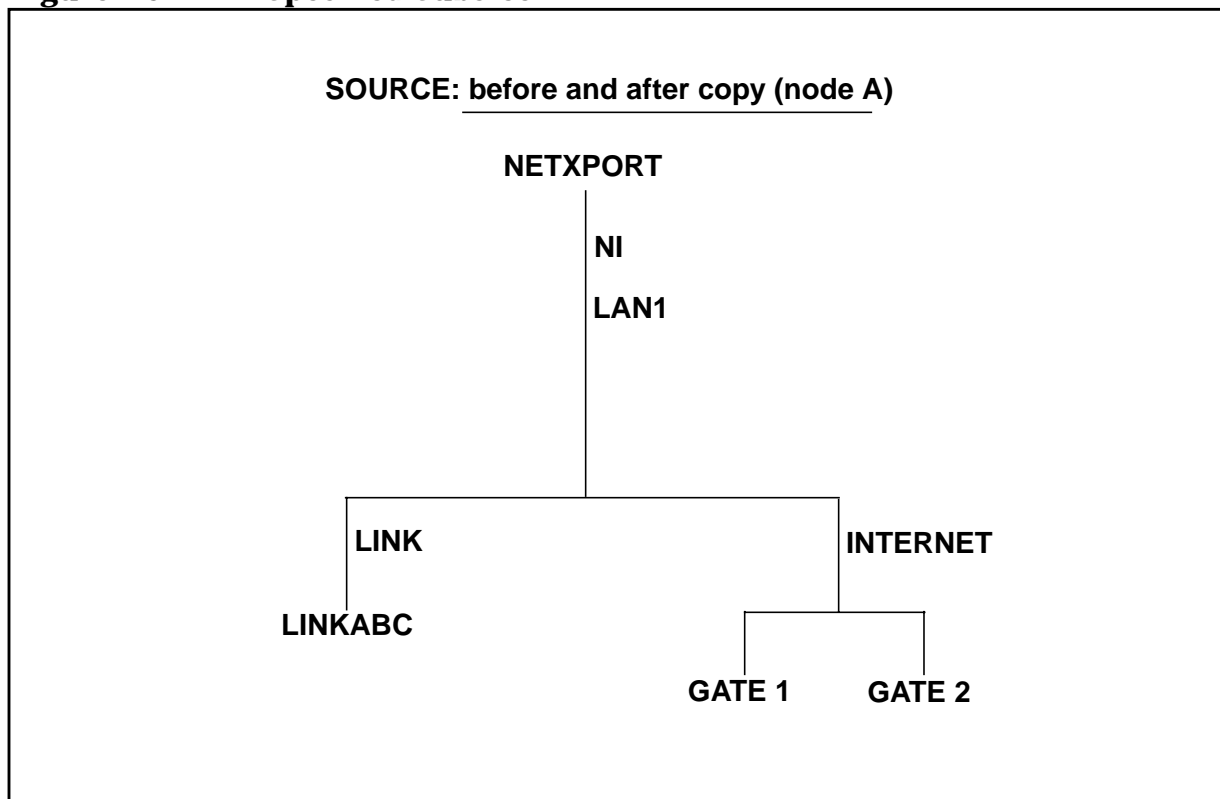 SOURCE: before and after copy (node A)
NETXPORT
NI
LAN1
LINK
INTERNET
LINKABC
GATE 1
GATE 2